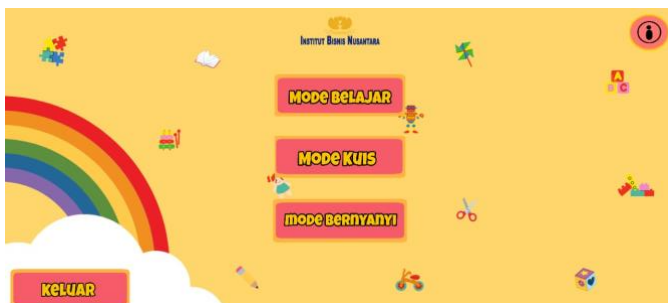 Institut Bisnis Nusantara
Mode Belajar
Mode Kuis
Mode Bernyanyi
Keluar
A
B C